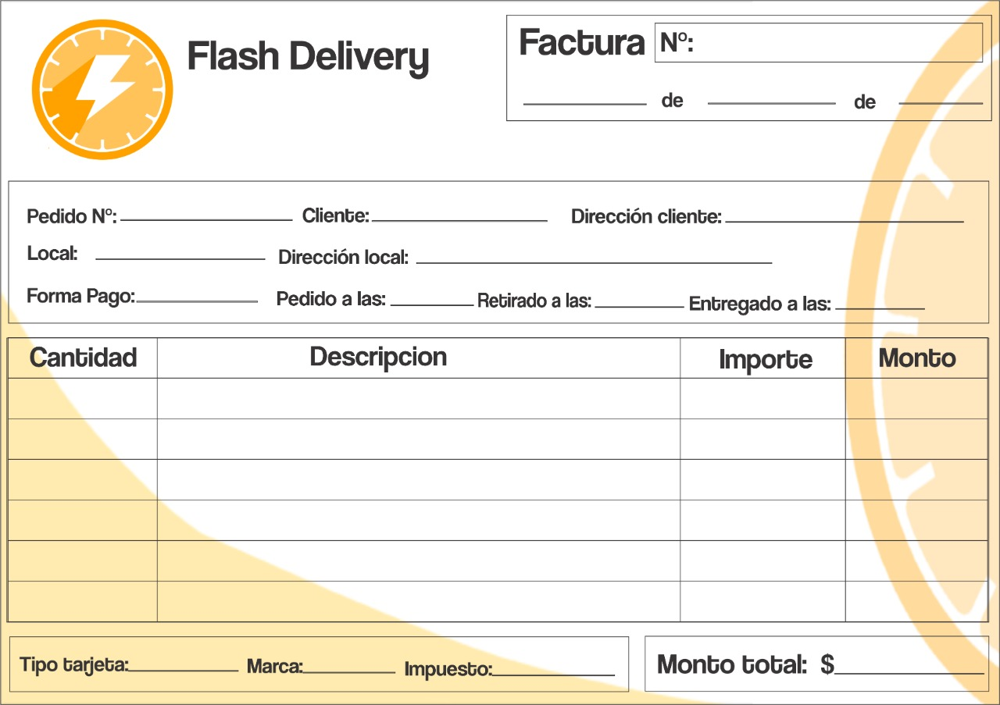 Flash Delivery
Factura Nº:
de de
Pedido Nº: Cliente: Dirección cliente:
Local: Dirección local:
Forma Pago: Pedido a las: Retirado a las: Entregado a las:
Cantidad Descripcion Importe Monto
Tipo tarjeta: Marca: Impuesto: Monto total: $